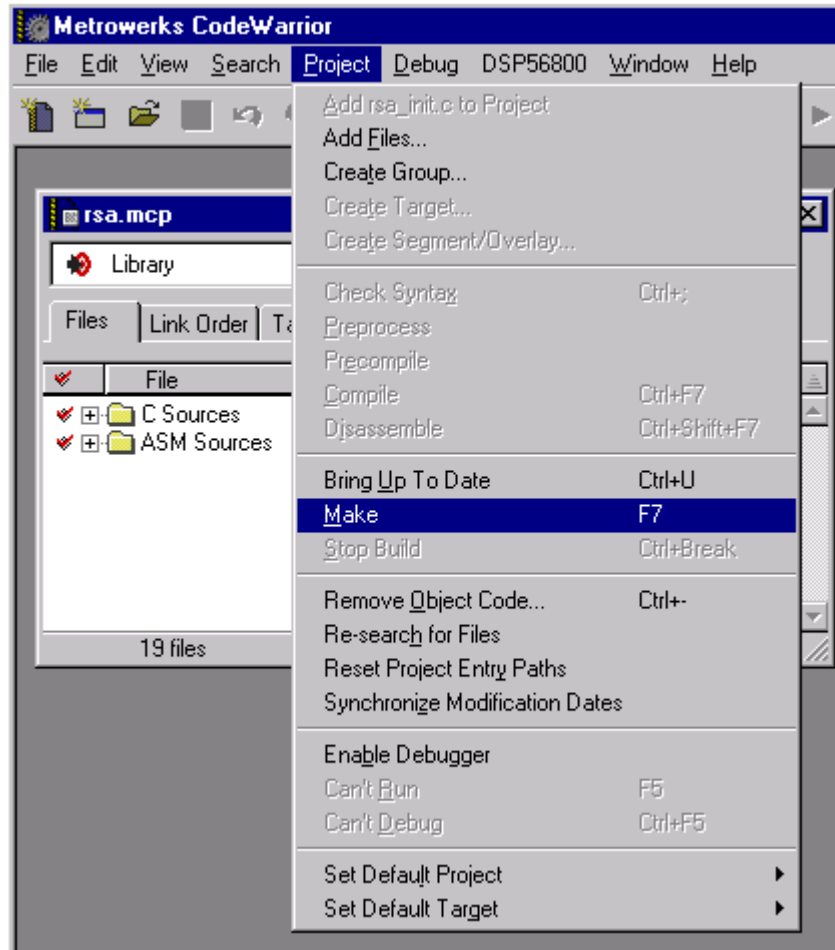 Metrowerks CodeWarrior
File Edit View Search Project Debug DSP56800 Window Help
Add rsa_init.c to Project
Add Files...
Create Group...
Create Target...
Create Segment/Overlay...
rsa.mcp
Library
Files Link Order
File
C Sources
ASM Sources
19 files
Check Syntax Ctrl+;
Preprocess
Precompile
Compile Ctrl+F7
Disassemble Ctrl+Shift+F7
Bring Up To Date Ctrl+U
Make F7
Stop Build Ctrl+Break
Remove Object Code... Ctrl+-
Re-search for Files
Reset Project Entry Paths
Synchronize Modification Dates
Enable Debugger
Can't Run F5
Can't Debug Ctrl+F5
Set Default Project
Set Default Target